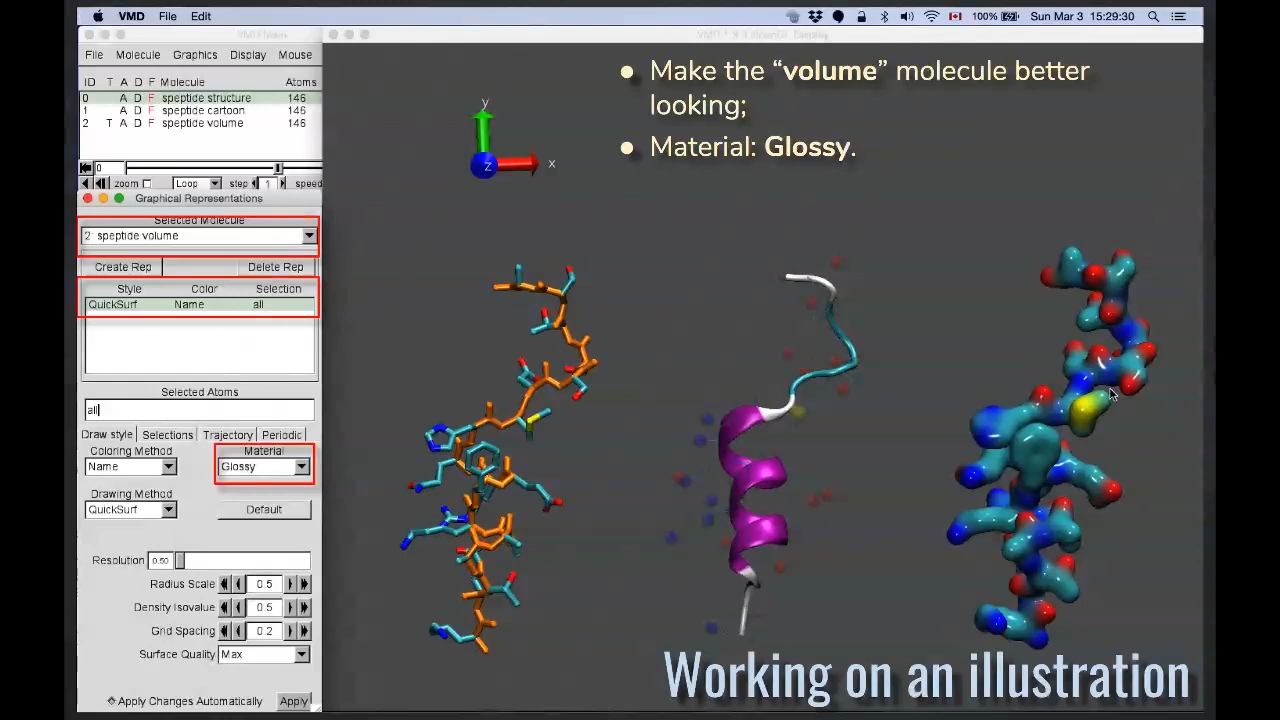 VMD File Edit 100% Sun Mar 3 15:29:30
File Molecule Graphics Display Mouse
ID T A D F Molecule Atoms
0 A D F speptide structure 146
1 A D F speptide cartoon 146
2 T A D F speptide volume 146
0
zoom Loop step 1 speed
Graphical Representations
Selected Molecule
2: speptide volume
Create Rep Delete Rep
Style Color Selection
QuickSurf Name all
Selected Atoms
all
Draw style Selections Trajectory Periodic
Coloring Method Material
Name Glossy
Drawing Method
QuickSurf Default
Resolution 0.50
Radius Scale 0.5
Density Isovalue 0.5
Grid Spacing 0.2
Surface Quality Max
Apply Changes Automatically Apply
y
z x
● Make the “volume” molecule better
looking;
● Material: Glossy.
Working on an illustration